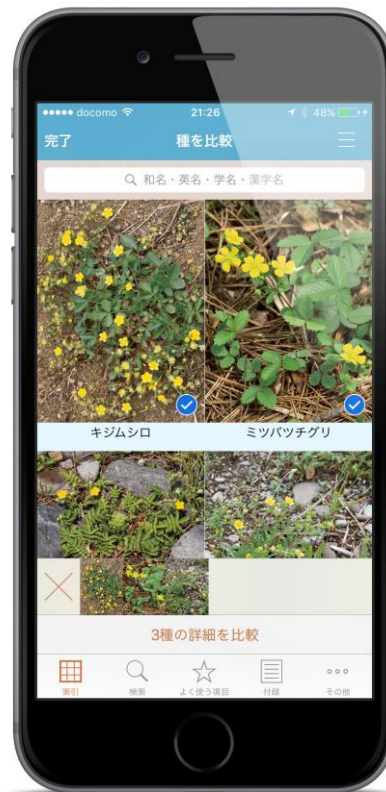 docomo 21:26 48%
完了 種を比較
和名・英名・学名・漢字名
キジムシロ ミツバツチグリ
3種の詳細を比較
索引 検索 よく使う項目 付録 その他